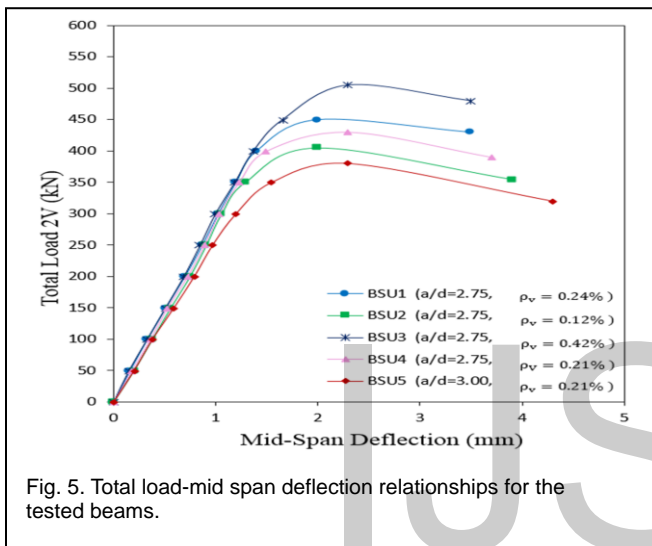 600
550
500
450
400
350
300
250
200
150
100
50
0
Total Load 2V (kN)
BSU1 (a/d=2.75, ρᵥ = 0.24% )
BSU2 (a/d=2.75, ρᵥ = 0.12% )
BSU3 (a/d=2.75, ρᵥ = 0.42% )
BSU4 (a/d=2.75, ρᵥ = 0.21% )
BSU5 (a/d=3.00, ρᵥ = 0.21% )
0 1 2 3 4 5
Mid-Span Deflection (mm)
Fig. 5. Total load-mid span deflection relationships for the
tested beams.
IJS